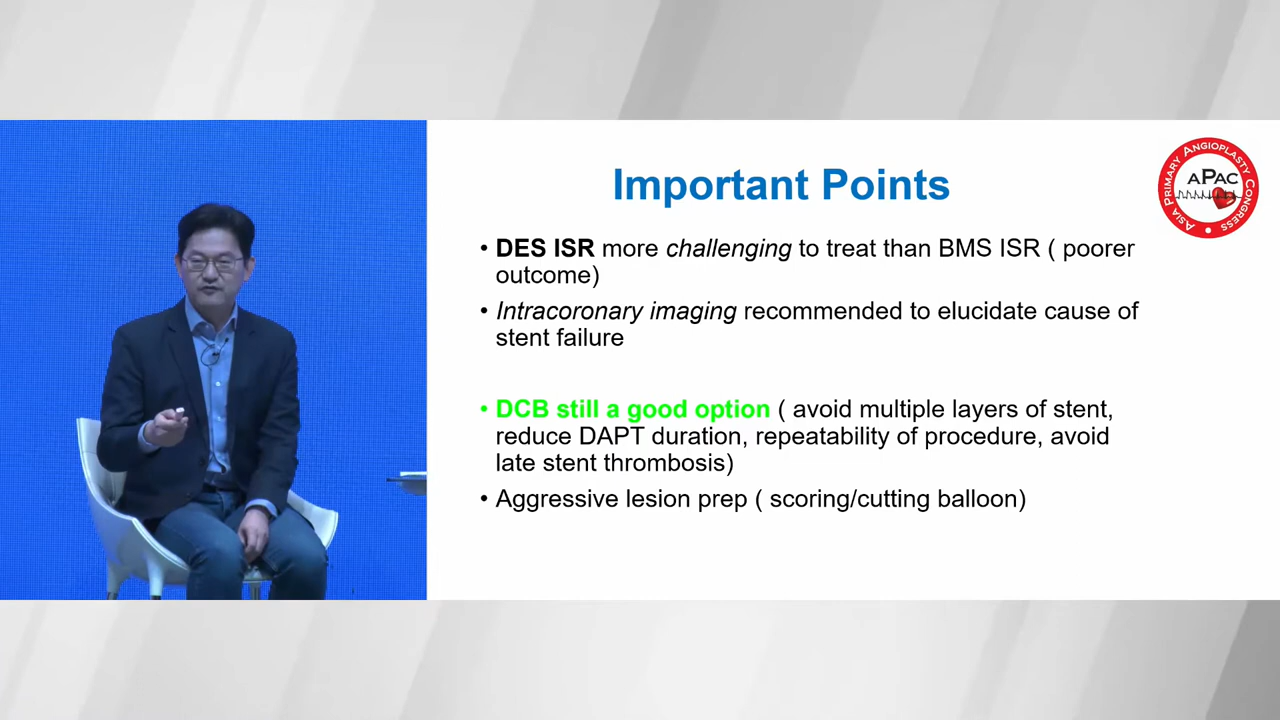 Important Points
• DES ISR more challenging to treat than BMS ISR ( poorer
outcome)
• Intracoronary imaging recommended to elucidate cause of
stent failure
• DCB still a good option ( avoid multiple layers of stent,
reduce DAPT duration, repeatability of procedure, avoid
late stent thrombosis)
• Aggressive lesion prep ( scoring/cutting balloon)
ASIA PRIMARY ANGIOPLASTY CONGRESS
APAC